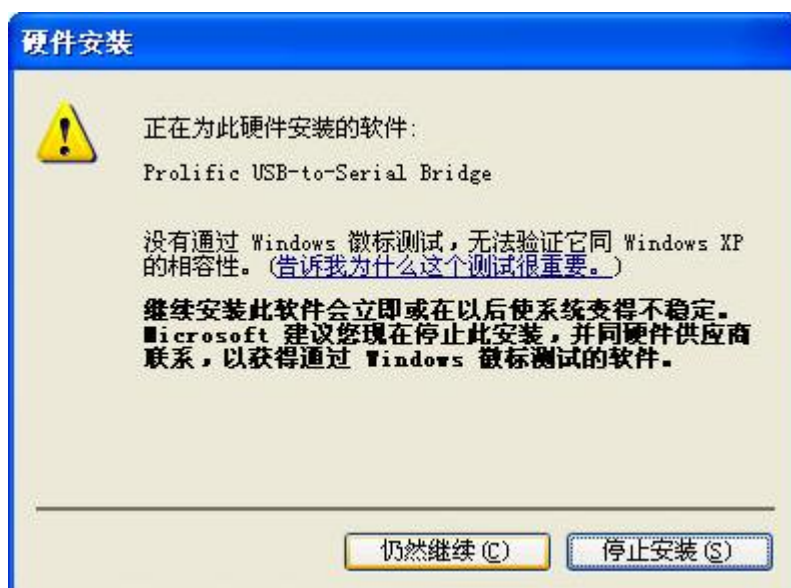 硬件安装
正在为此硬件安装的软件:
Prolific USB-to-Serial Bridge
没有通过 Windows 徽标测试，无法验证它同 Windows XP
的相容性。(告诉我为什么这个测试很重要。)
继续安装此软件会立即或在以后使系统变得不稳定。
Microsoft 建议您现在停止此安装，并同硬件供应商
联系，以获得通过 Windows 徽标测试的软件。
仍然继续(C)
停止安装(S)